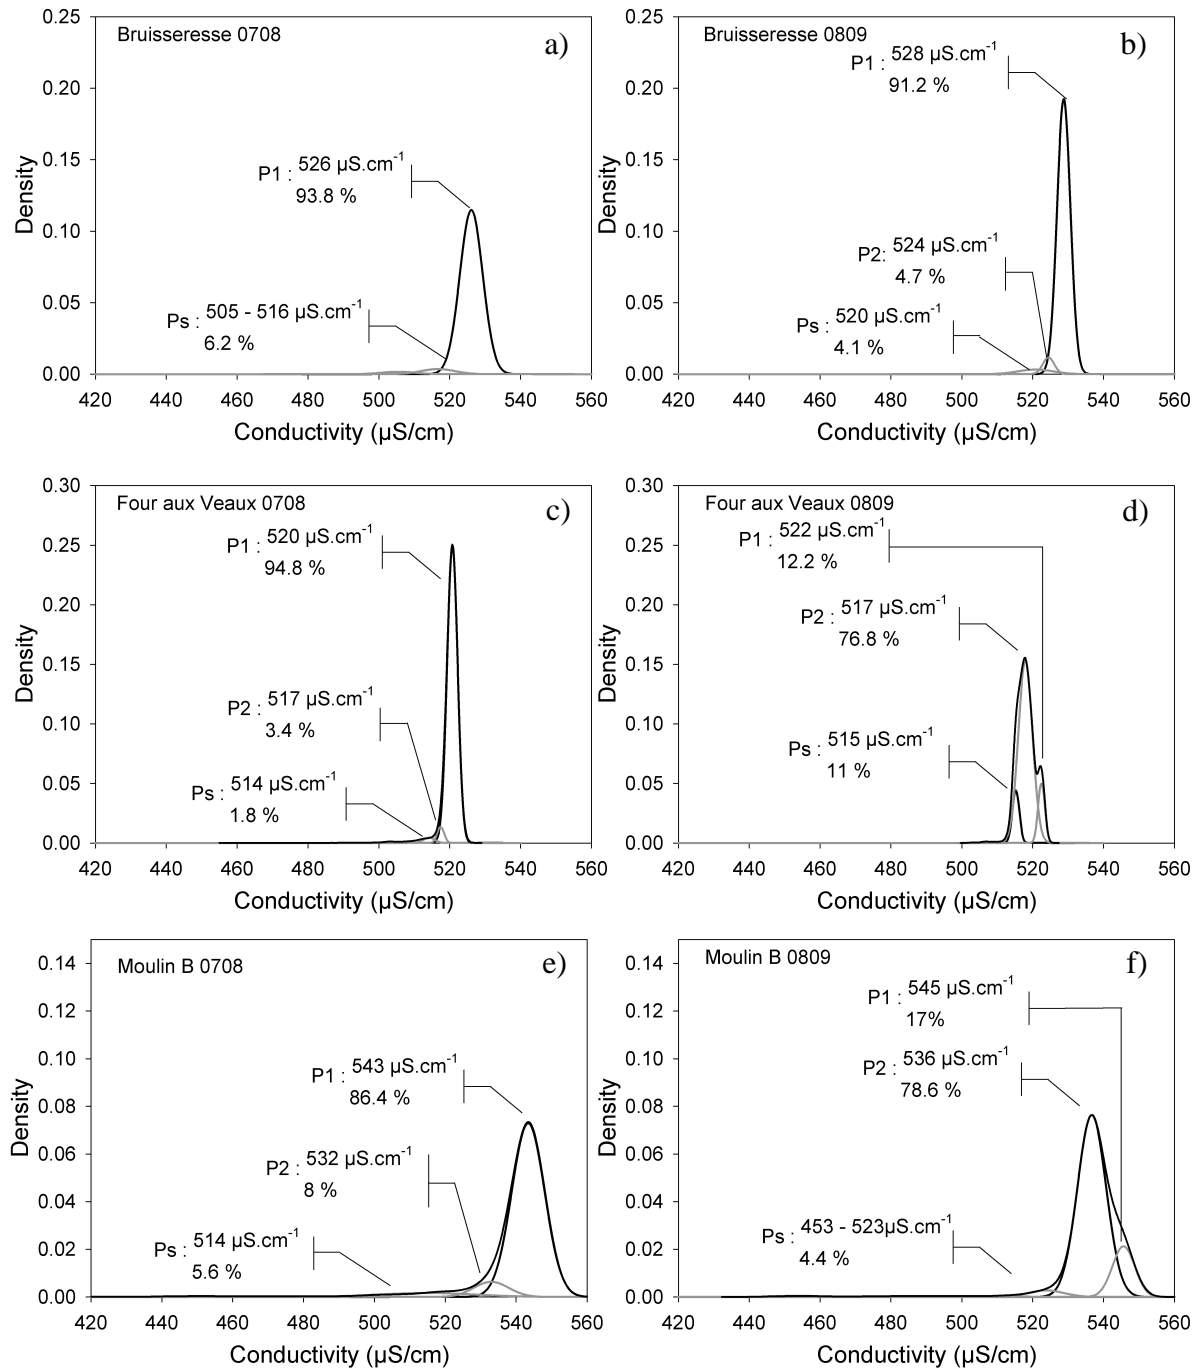 Bruisseresse 0708
a)
P1 : 526 µS.cm-1
93.8 %
Ps : 505 - 516 µS.cm-1
6.2 %
0.25
0.20
0.15
0.10
0.05
0.00
Density
420 440 460 480 500 520 540 560
Conductivity (µS/cm)
Bruisseresse 0809
b)
P1 : 528 µS.cm-1
91.2 %
P2: 524 µS.cm-1
4.7 %
Ps : 520 µS.cm-1
4.1 %
0.25
0.20
0.15
0.10
0.05
0.00
Density
420 440 460 480 500 520 540 560
Conductivity (µS/cm)
Four aux Veaux 0708
c)
P1 : 520 µS.cm-1
94.8 %
P2 : 517 µS.cm-1
3.4 %
Ps : 514 µS.cm-1
1.8 %
0.30
0.25
0.20
0.15
0.10
0.05
0.00
Density
420 440 460 480 500 520 540 560
Conductivity (µS/cm)
Four aux Veaux 0809
d)
P1 : 522 µS.cm-1
12.2 %
P2 : 517 µS.cm-1
76.8 %
Ps : 515 µS.cm-1
11 %
0.30
0.25
0.20
0.15
0.10
0.05
0.00
Density
420 440 460 480 500 520 540 560
Conductivity (µS/cm)
Moulin B 0708
e)
P1 : 543 µS.cm-1
86.4 %
P2 : 532 µS.cm-1
8 %
Ps : 514 µS.cm-1
5.6 %
0.14
0.12
0.10
0.08
0.06
0.04
0.02
0.00
Density
420 440 460 480 500 520 540 560
Conductivity (µS/cm)
Moulin B 0809
f)
P1 : 545 µS.cm-1
17%
P2 : 536 µS.cm-1
78.6 %
Ps : 453 - 523µS.cm-1
4.4 %
0.14
0.12
0.10
0.08
0.06
0.04
0.02
0.00
Density
420 440 460 480 500 520 540 560
Conductivity (µS/cm)